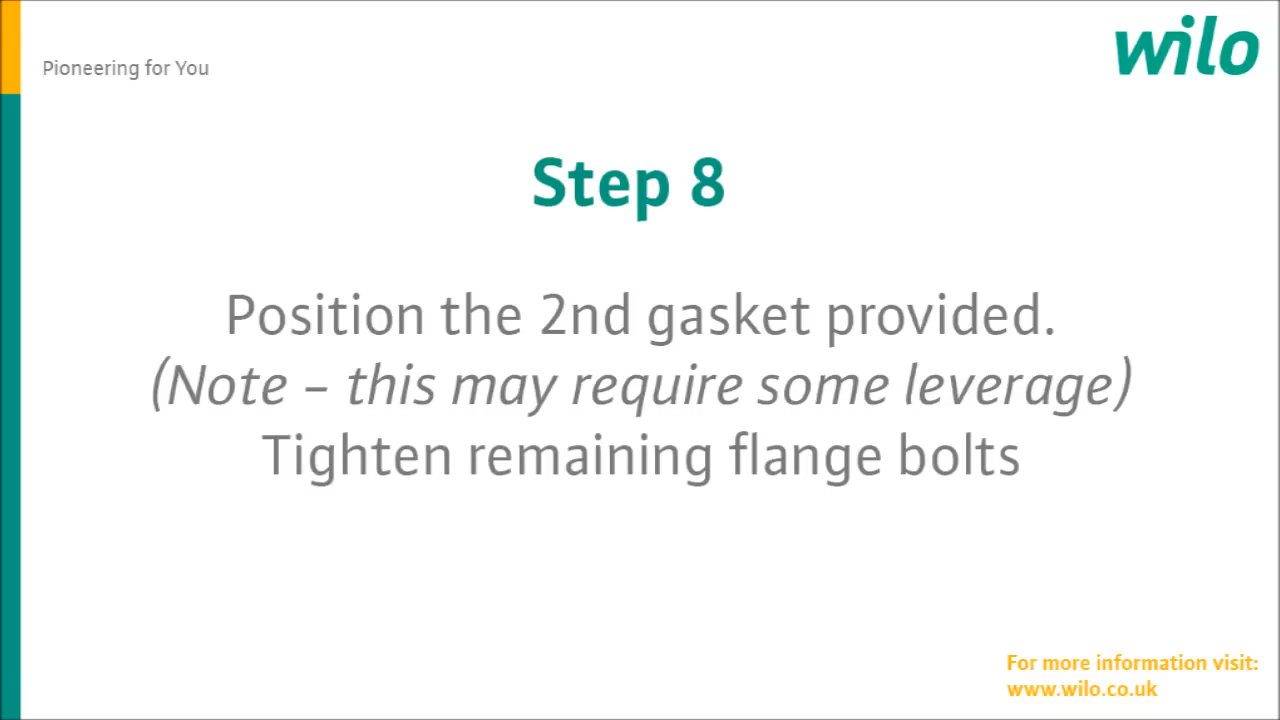 Pioneering for You
wilo
Step 8
Position the 2nd gasket provided.
(Note – this may require some leverage)
Tighten remaining flange bolts
For more information visit:
www.wilo.co.uk